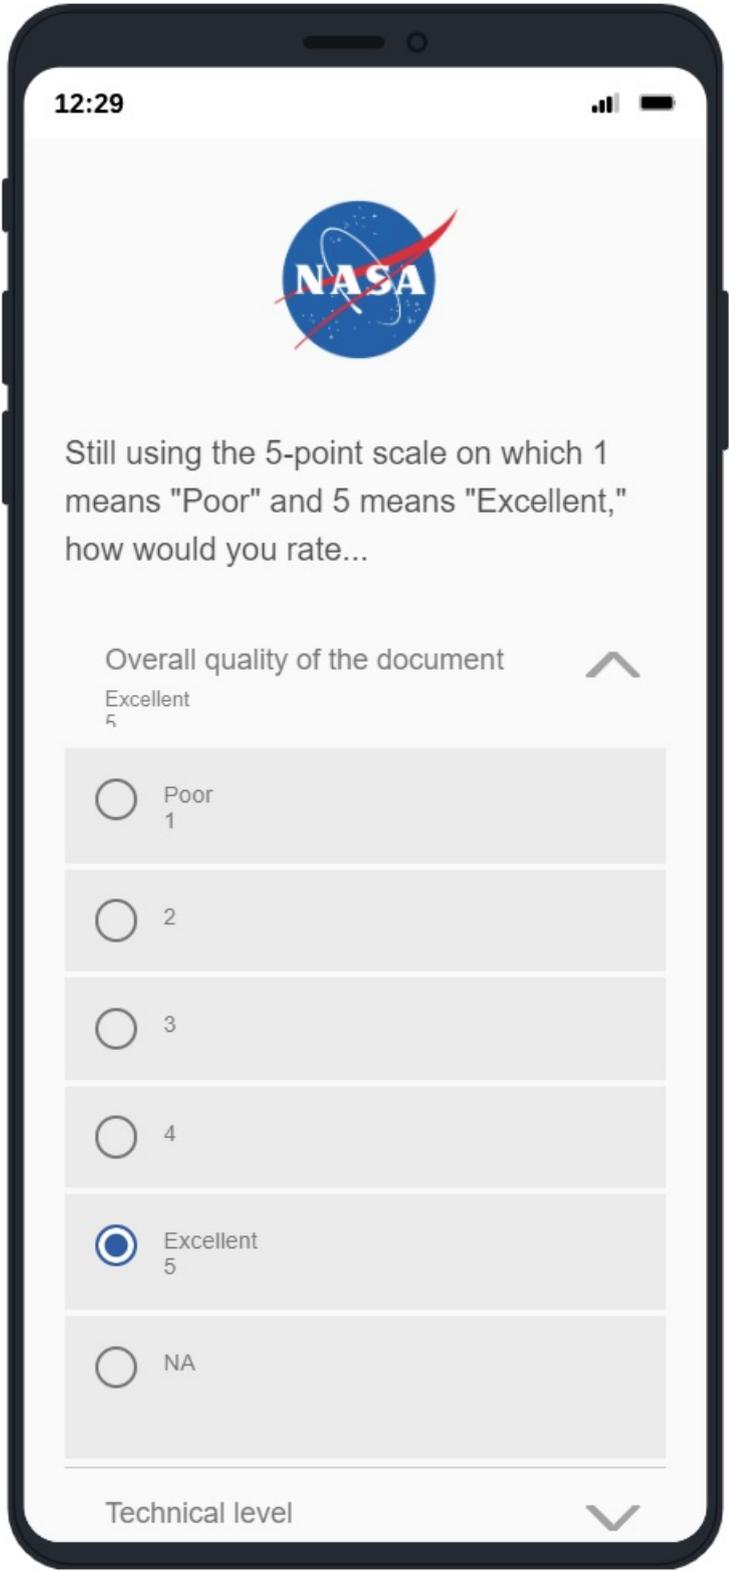 12:29
NASA
Still using the 5-point scale on which 1
means "Poor" and 5 means "Excellent,"
how would you rate...
Overall quality of the document
Excellent
5
Poor
1
2
3
4
Excellent
5
NA
Technical level